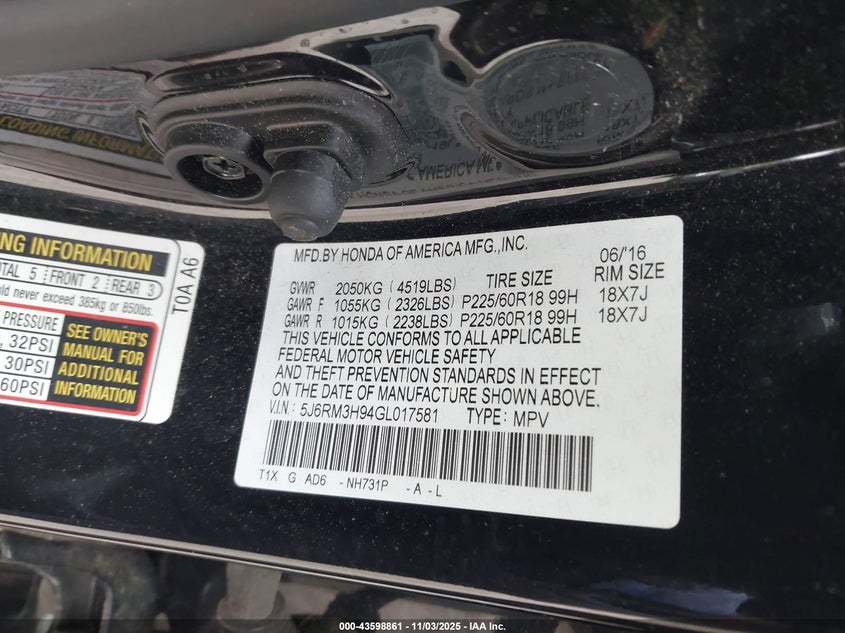 NG INFORMATION
OTAL 5 FRONT 2 REAR 3
uld never exceed 385kg or 850lbs.
PRESSURE
, 32PSI
30PSI
60PSI
SEE OWNER'S
MANUAL FOR
ADDITIONAL
INFORMATION
T0A A6
MFD.BY HONDA OF AMERICA MFG.,INC. 06/'16
GVWR 2050KG (4519LBS) TIRE SIZE RIM SIZE
GAWR F 1055KG (2326LBS) P225/60R18 99H 18X7J
GAWR R 1015KG (2238LBS) P225/60R18 99H 18X7J
THIS VEHICLE CONFORMS TO ALL APPLICABLE
FEDERAL MOTOR VEHICLE SAFETY
AND THEFT PREVENTION STANDARDS IN EFFECT
ON THE DATE OF MANUFACTURE SHOWN ABOVE.
V.I.N.: 5J6RM3H94GL017581 TYPE: MPV
T1X G AD6 -NH731P -A-L
000-43598861 - 11/03/2025 - IAA Inc.